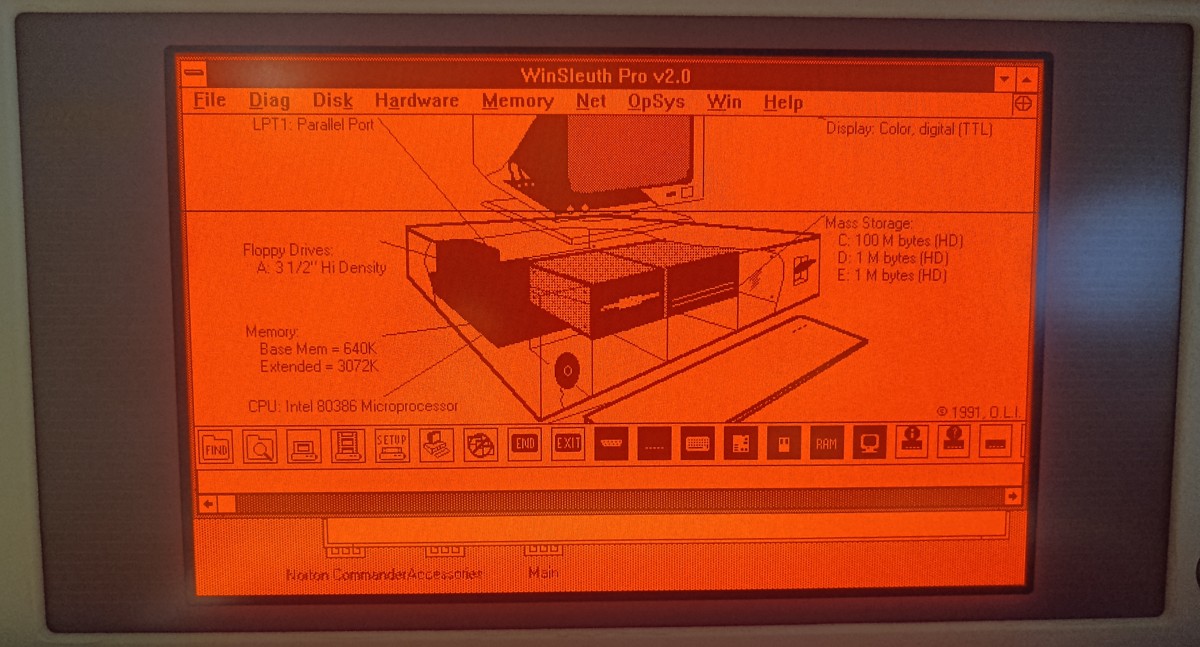 WinSleuth Pro v2.0
File Diag Disk Hardware Memory Net OpSys Win Help
LPT1: Parallel Port
Display: Color, digital (TTL)
Floppy Drives:
A: 3 1/2" Hi Density
Mass Storage:
C: 100 M bytes (HD)
D: 1 M bytes (HD)
E: 1 M bytes (HD)
Memory:
Base Mem = 640K
Extended = 3072K
CPU: Intel 80386 Microprocessor
© 1991, O.L.I.
FIND SETUP END EXIT RAM
Norton Commander Accessories Main